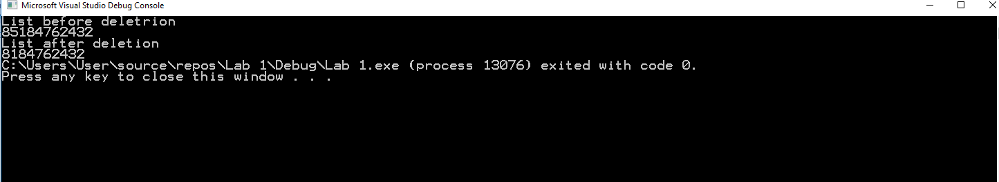 Microsoft Visual Studio Debug Console
List before deletrion
85184762432
List after deletion
8184762432
C:\Users\User\source\repos\Lab 1\Debug\Lab 1.exe (process 13076) exited with code 0.
Press any key to close this window . . .